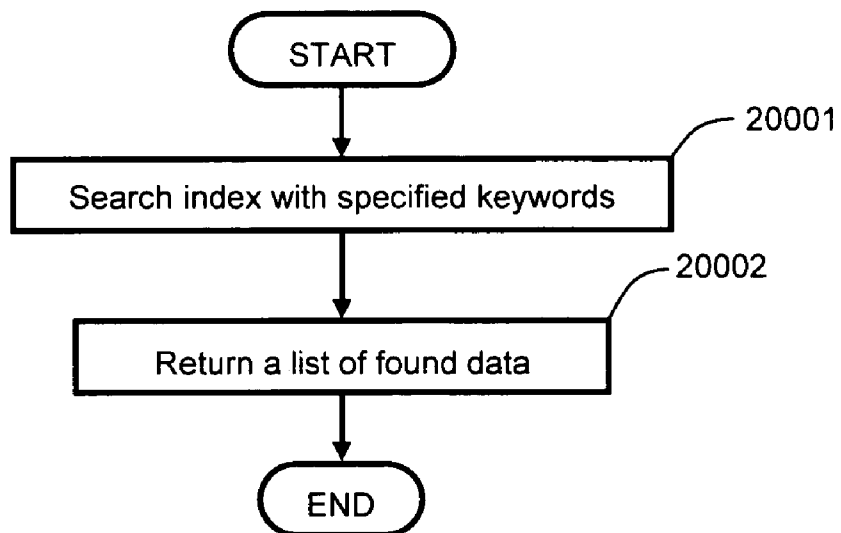 START
20001
Search index with specified keywords
20002
Return a list of found data
END